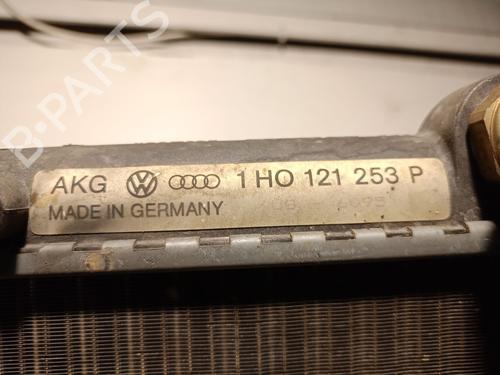 B-PARTS
AKG 1HO 121 253 P
MADE IN GERMANY